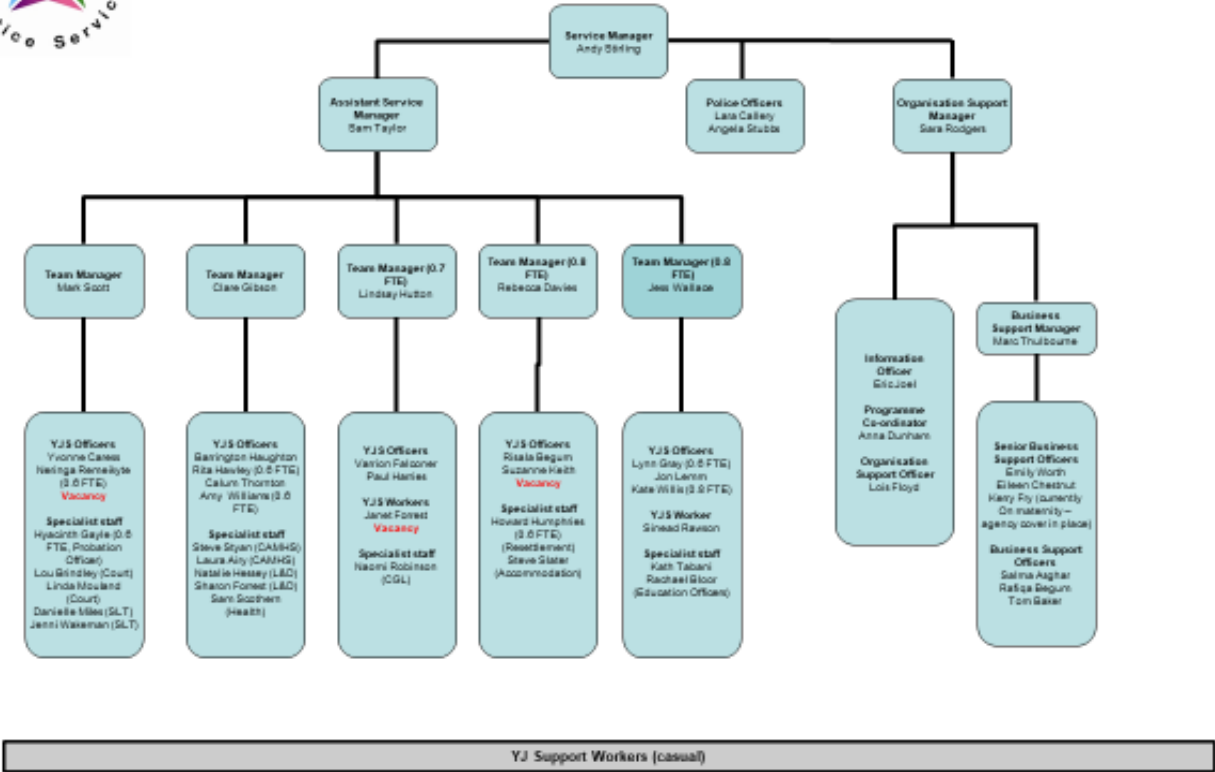 ice Servic
Service Manager
Andy Stirling
Assistant Service
Manager
Sam Taylor
Police Officers
Lara Callery
Angela Stubbs
Organisation Support
Manager
Sara Rodgers
Team Manager
Mark Scott
Team Manager
Clare Gibson
Team Manager (0.7
FTE)
Lindsay Hutton
Team Manager (0.8
FTE)
Rebecca Davies
Team Manager (0.8
FTE)
Jess Wallace
Information
Officer
Eric Joel
Programme
Co-ordinator
Anna Dunham
Organisation
Support Officer
Lois Floyd
Business
Support Manager
Marc Thulbourne
YJS Officers
Yvonne Caress
Neringa Remeikyte
(0.6 FTE)
Vacancy
Specialist staff
Hyacinth Gayle (0.6
FTE, Probation
Officer)
Lou Brindley (Court)
Linda Mouland
(Court)
Danielle Miles (SLT)
Jenni Wakeman (SLT)
YJS Officers
Barrington Haughton
Rita Hawley (0.6 FTE)
Calum Thornton
Amy Williams (0.6
FTE)
Specialist staff
Steve Styan (CAMHS)
Laura Airy (CAMHS)
Natalie Hessey (L&D)
Sharon Forrest (L&D)
Sam Scothern
(Health)
YJS Officers
Varrion Falconer
Paul Harries
YJS Workers
Janet Forrest
Vacancy
Specialist staff
Naomi Robinson
(CGL)
YJS Officers
Risala Begum
Suzanne Keith
Vacancy
Specialist staff
Howard Humphries
(0.6 FTE)
(Resettlement)
Steve Slater
(Accommodation)
YJS Officers
Lynn Gray (0.6 FTE)
Jon Lemm
Kate Willis (0.8 FTE)
YJS Worker
Sinead Rawson
Specialist staff
Kath Tabani
Rachael Bloor
(Education Officers)
Senior Business
Support Officers
Emily Worth
Eileen Chestnut
Kerry Fry (currently
On maternity –
agency cover in place)
Business Support
Officers
Salma Asghar
Rafiqa Begum
Tom Baker
YJ Support Workers (casual)